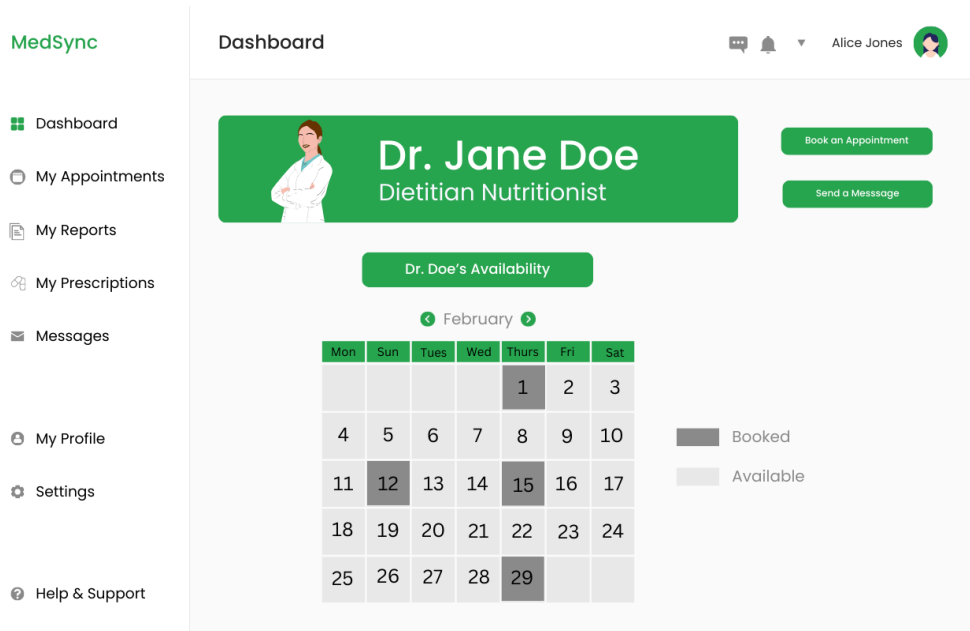 MedSync
Dashboard
Alice Jones
Dashboard
My Appointments
My Reports
My Prescriptions
Messages
My Profile
Settings
Help & Support
Dr. Jane Doe
Dietitian Nutritionist
Book an Appointment
Send a Messsage
Dr. Doe's Availability
February
Mon Sun Tues Wed Thurs Fri Sat
1 2 3
4 5 6 7 8 9 10
11 12 13 14 15 16 17
18 19 20 21 22 23 24
25 26 27 28 29
Booked
Available